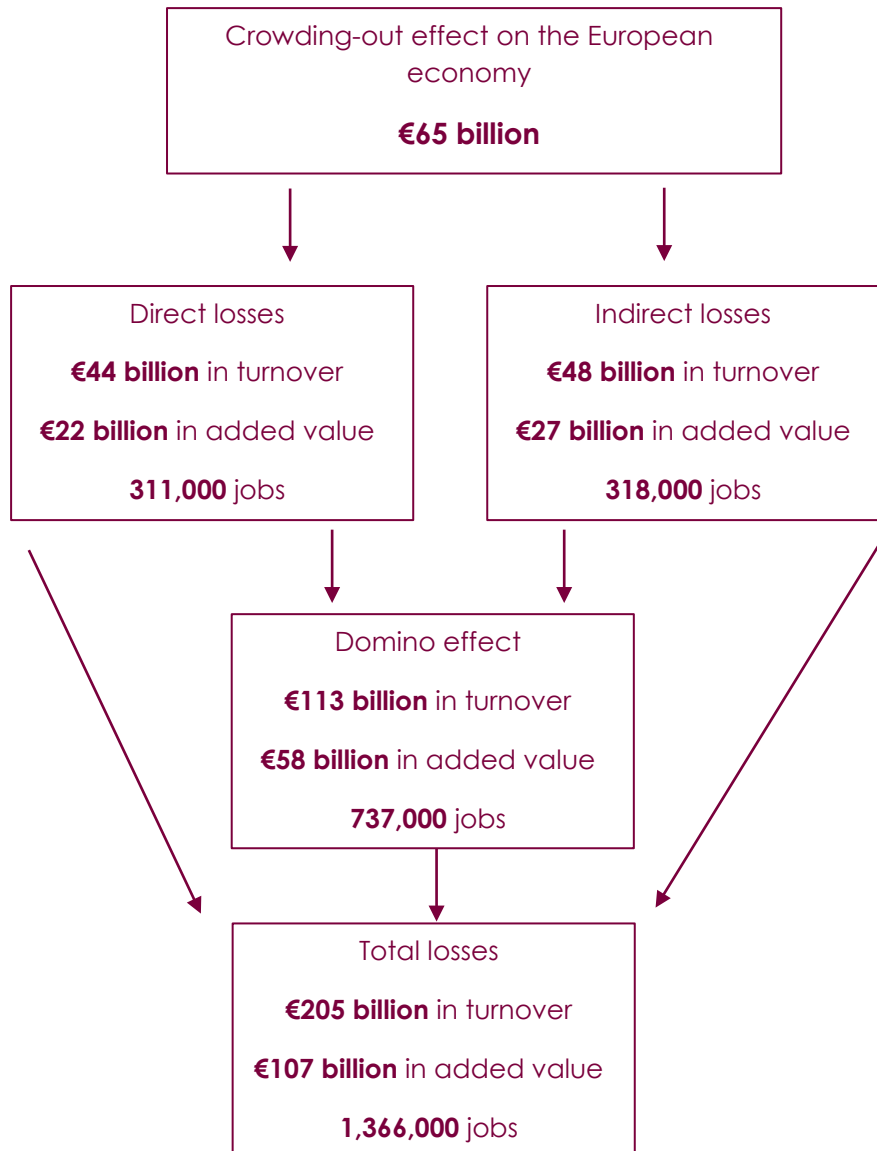 Crowding-out effect on the European
economy
€65 billion
Direct losses
€44 billion in turnover
€22 billion in added value
311,000 jobs
Indirect losses
€48 billion in turnover
€27 billion in added value
318,000 jobs
Domino effect
€113 billion in turnover
€58 billion in added value
737,000 jobs
Total losses
€205 billion in turnover
€107 billion in added value
1,366,000 jobs